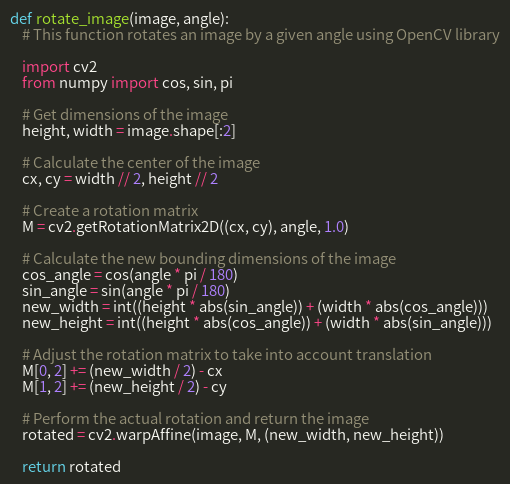 def rotate_image(image, angle):
    # This function rotates an image by a given angle using OpenCV library

    import cv2
    from numpy import cos, sin, pi

    # Get dimensions of the image
    height, width = image.shape[:2]

    # Calculate the center of the image
    cx, cy = width // 2, height // 2

    # Create a rotation matrix
    M = cv2.getRotationMatrix2D((cx, cy), angle, 1.0)

    # Calculate the new bounding dimensions of the image
    cos_angle = cos(angle * pi / 180)
    sin_angle = sin(angle * pi / 180)
    new_width = int((height * abs(sin_angle)) + (width * abs(cos_angle)))
    new_height = int((height * abs(cos_angle)) + (width * abs(sin_angle)))

    # Adjust the rotation matrix to take into account translation
    M[0, 2] += (new_width / 2) - cx
    M[1, 2] += (new_height / 2) - cy

    # Perform the actual rotation and return the image
    rotated = cv2.warpAffine(image, M, (new_width, new_height))

    return rotated